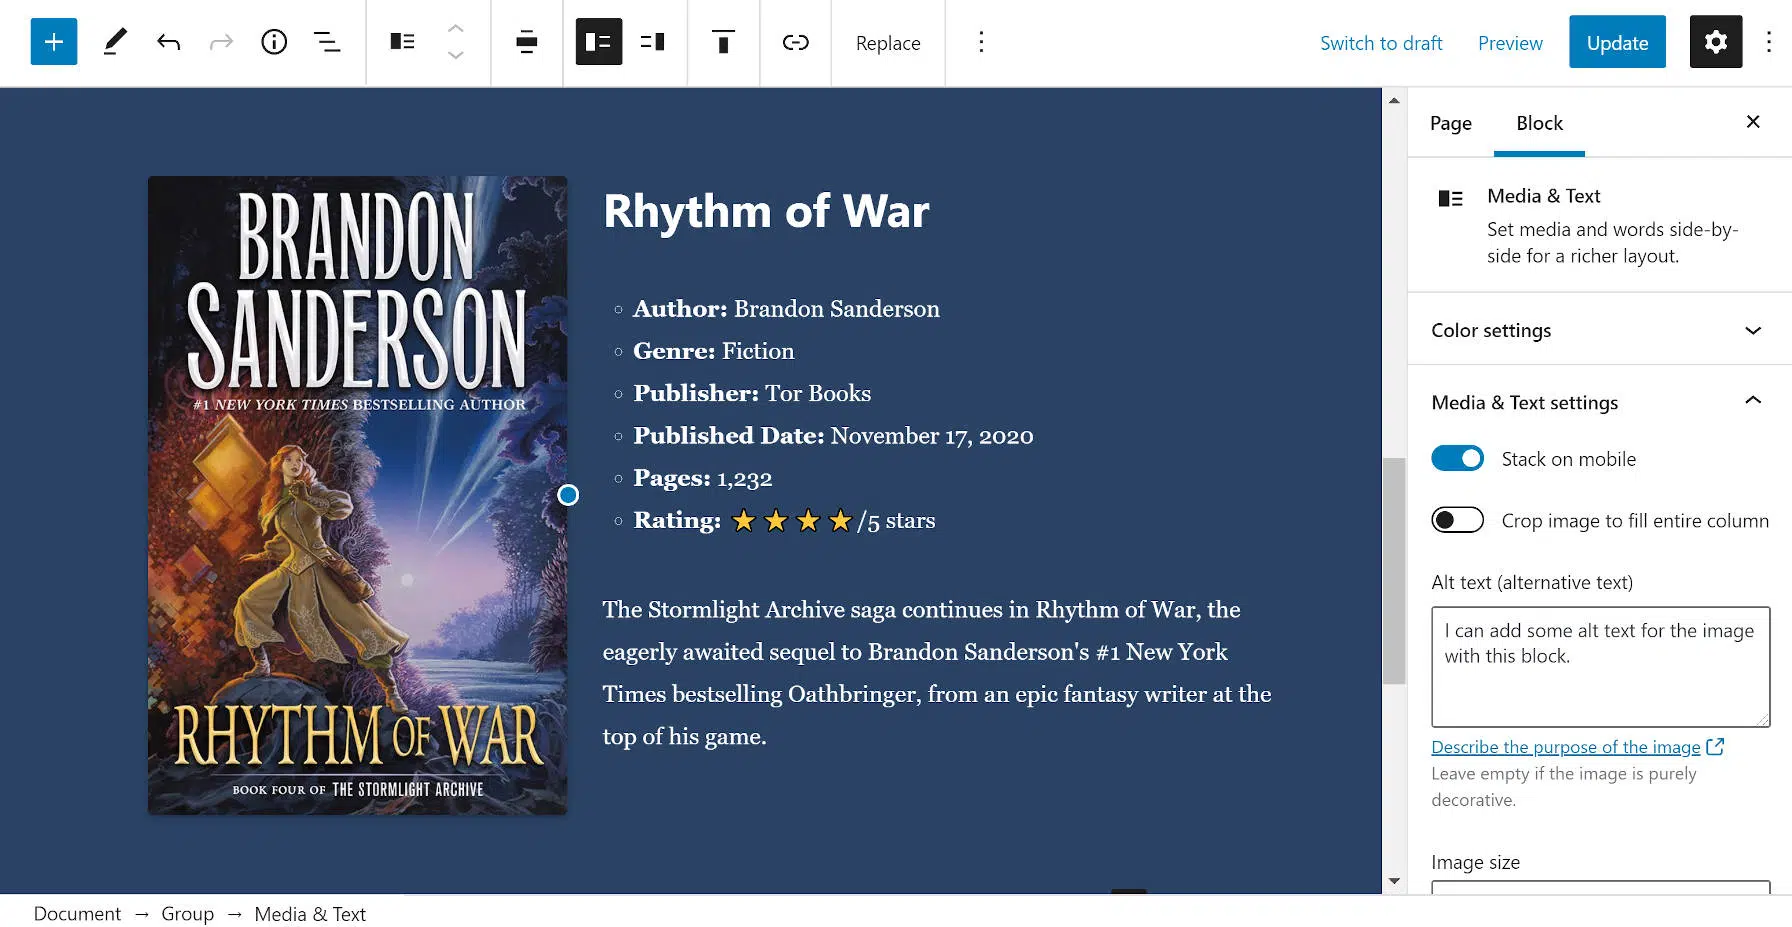 Replace
Switch to draft
Preview
Update
BRANDON
SANDERSON
#1 NEW YORK TIMES BESTSELLING AUTHOR
RHYTHM OF WAR
BOOK FOUR OF THE STORMLIGHT ARCHIVE
Rhythm of War
Author: Brandon Sanderson
Genre: Fiction
Publisher: Tor Books
Published Date: November 17, 2020
Pages: 1,232
Rating: ★ ★ ★ ★ /5 stars
The Stormlight Archive saga continues in Rhythm of War, the
eagerly awaited sequel to Brandon Sanderson's #1 New York
Times bestselling Oathbringer, from an epic fantasy writer at the
top of his game.
Page
Block
Media & Text
Set media and words side-by-
side for a richer layout.
Color settings
Media & Text settings
Stack on mobile
Crop image to fill entire column
Alt text (alternative text)
I can add some alt text for the image
with this block.
Describe the purpose of the image
Leave empty if the image is purely
decorative.
Image size
Document → Group → Media & Text